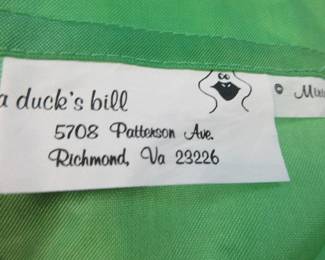 a duck's bill
5708 Patterson Ave.
Richmond, Va 23226
©